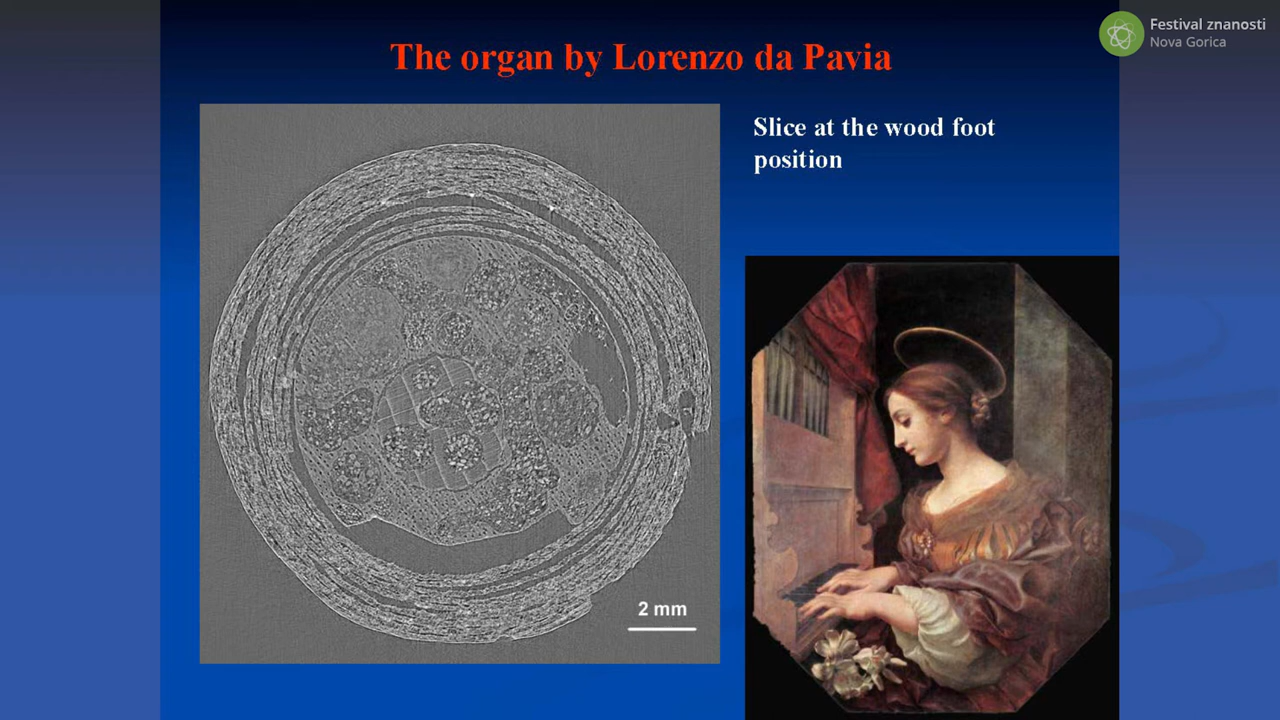 Festival znanosti
Nova Gorica
The organ by Lorenzo da Pavia
Slice at the wood foot
position
2 mm